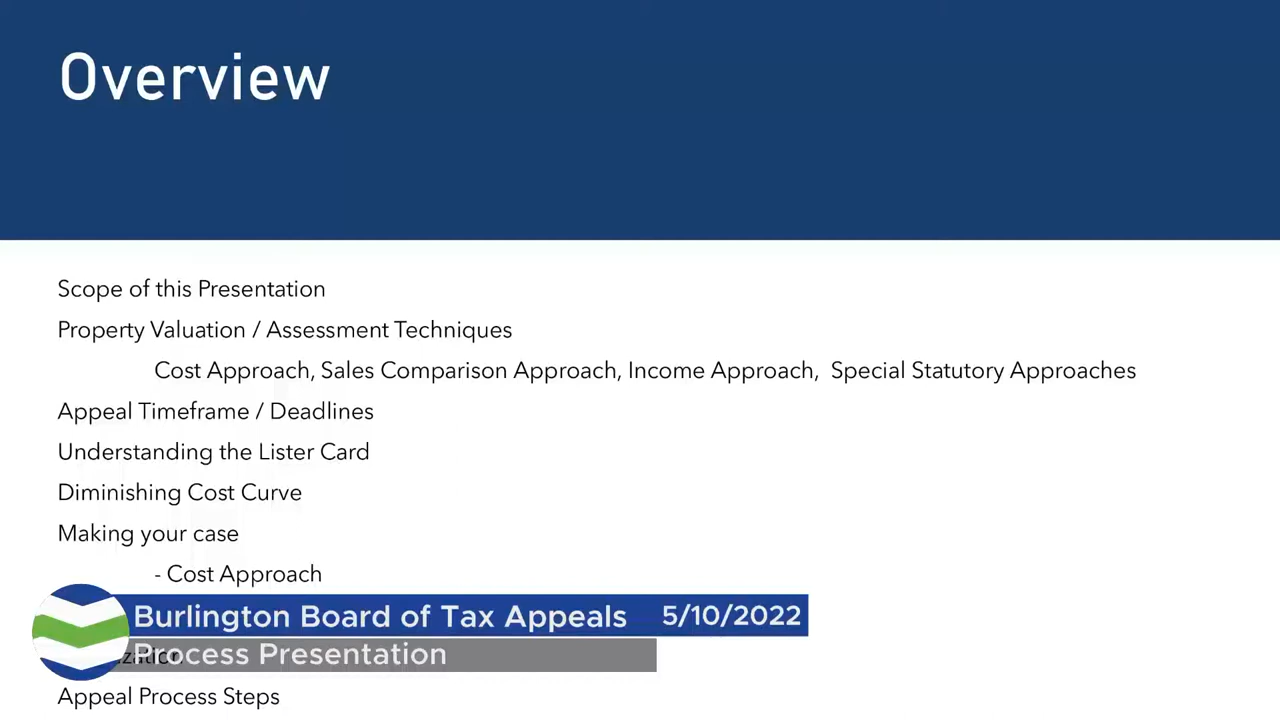 Overview
Scope of this Presentation
Property Valuation / Assessment Techniques
Cost Approach, Sales Comparison Approach, Income Approach, Special Statutory Approaches
Appeal Timeframe / Deadlines
Understanding the Lister Card
Diminishing Cost Curve
Making your case
- Cost Approach
Burlington Board of Tax Appeals 5/10/2022
Process Presentation
Appeal Process Steps